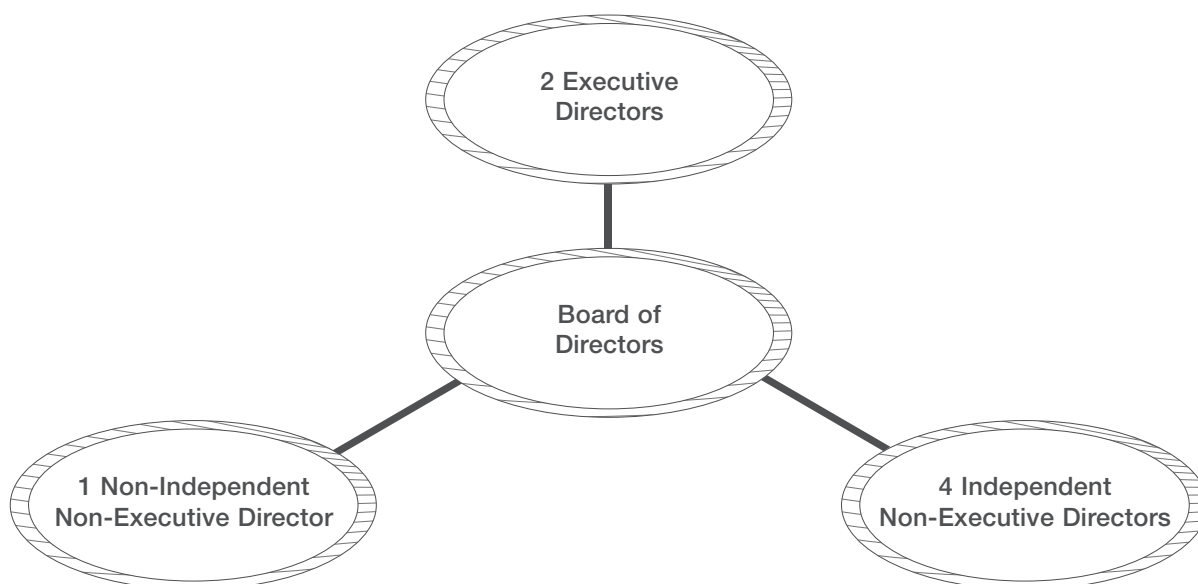 2 Executive
Directors
Board of
Directors
1 Non-Independent
Non-Executive Director
4 Independent
Non-Executive Directors